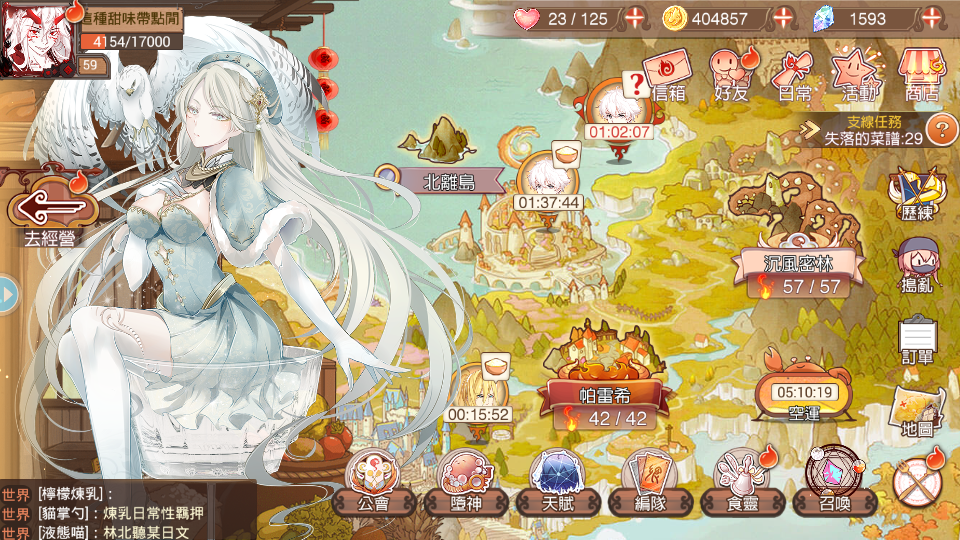 這種甜味帶點閒
4154/17000
59
23 / 125
404857
1593
信箱
好友
日常
活動
商店
?
01:02:07
支線任務
失落的菜譜:29
?
北離島
01:37:44
歷練
去經營
沉風密林
57 / 57
搗亂
訂單
帕雷希
42 / 42
00:15:52
05:10:19
空運
地圖
公會
墮神
天賦
編隊
食靈
召喚
世界 [檸檬煉乳]：
世界 [貓掌勺]：煉乳日常性羈押
世界 [液態喵]：林北聽某日文